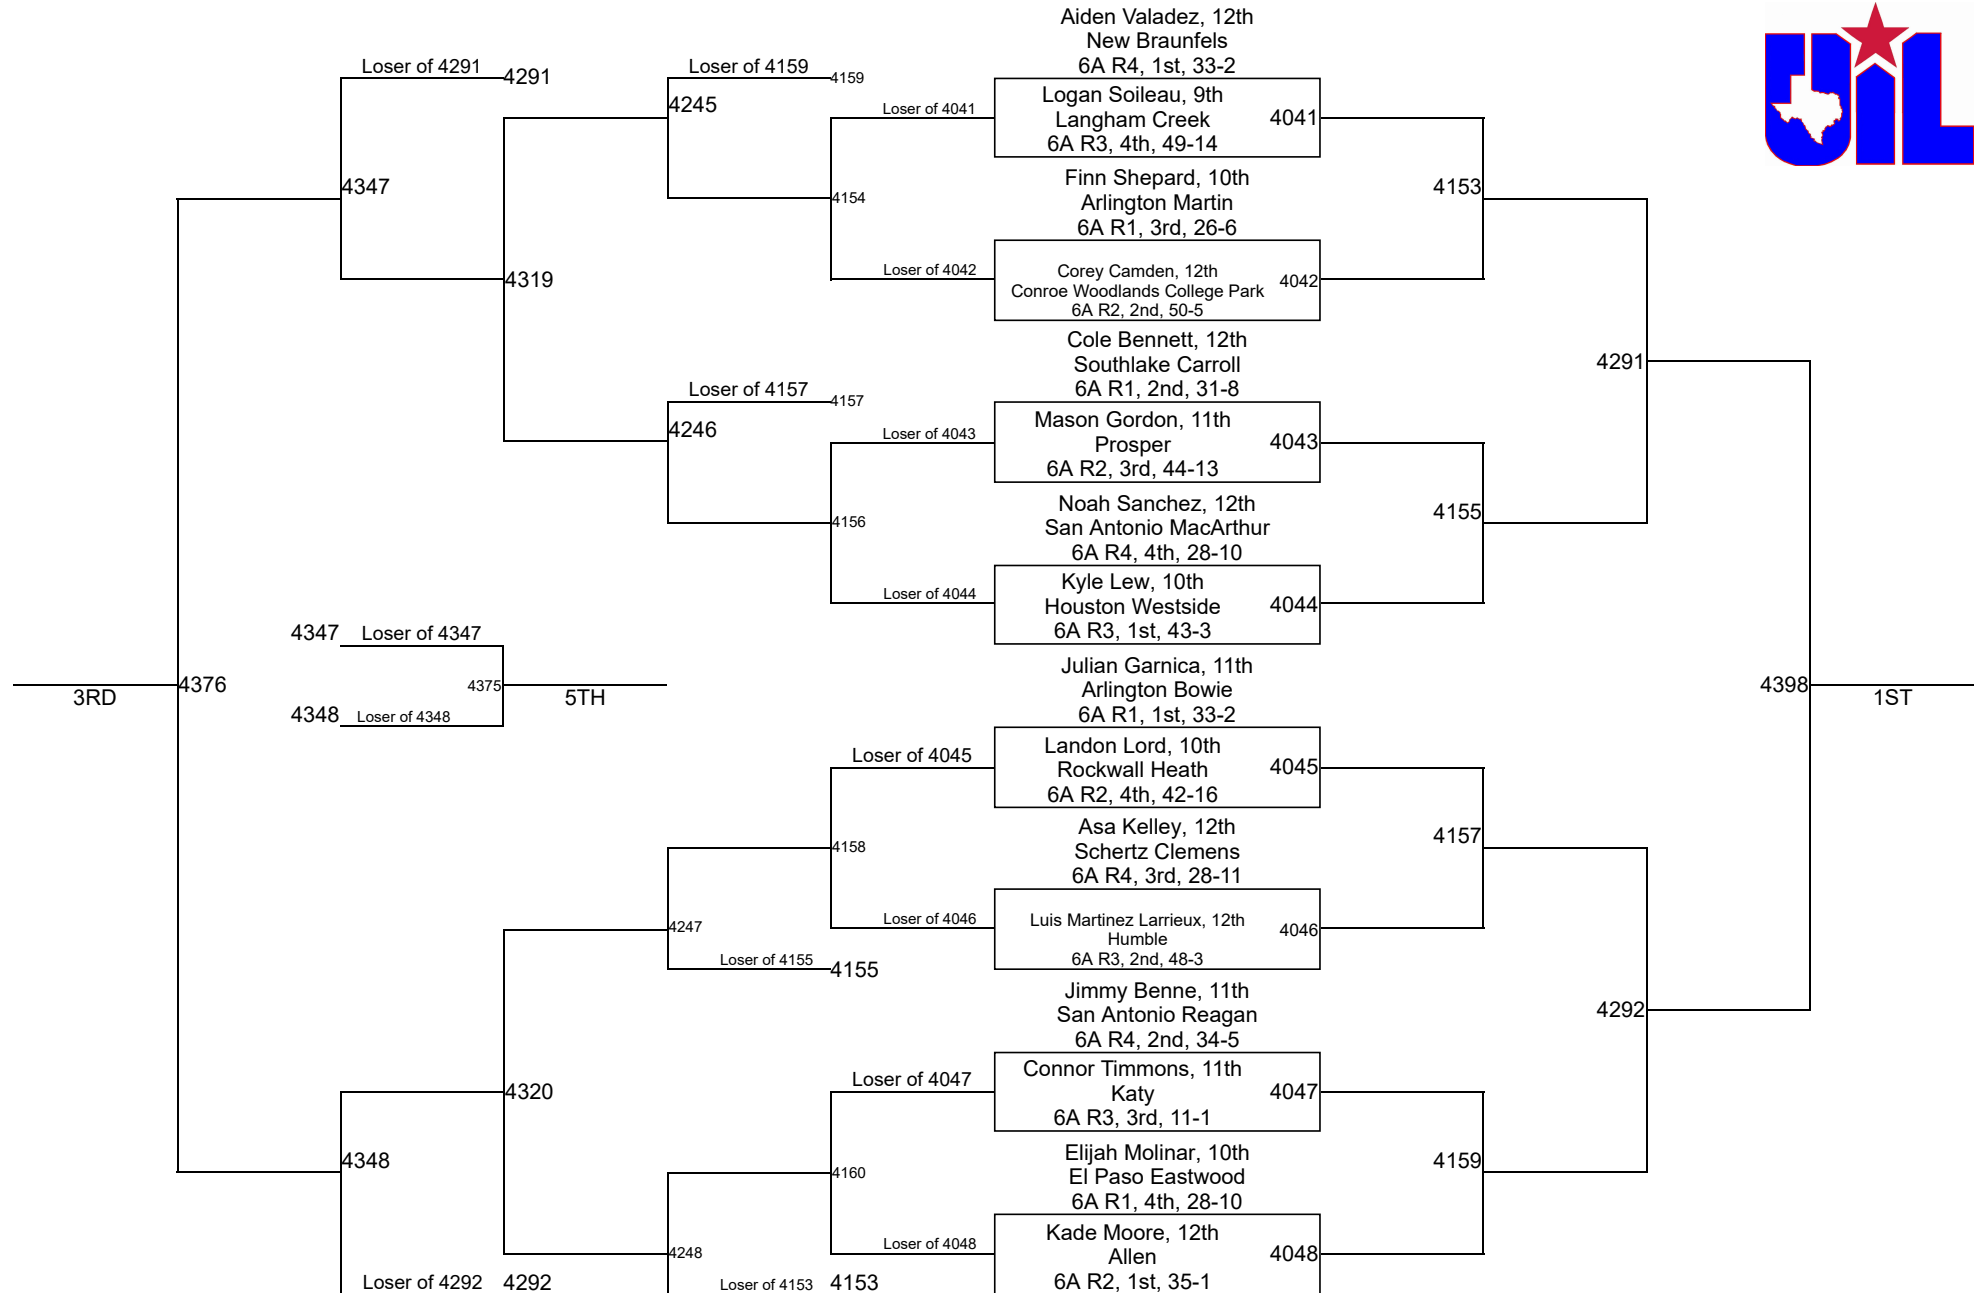 Aiden Valadez, 12th
New Braunfels
6A R4, 1st, 33-2
UIL
Loser of 4291
4291
Loser of 4159
4159
4245
Loser of 4041
Logan Soileau, 9th
Langham Creek
6A R3, 4th, 49-14
4041
4347
4154
Finn Shepard, 10th
Arlington Martin
6A R1, 3rd, 26-6
4153
4319
Loser of 4042
Corey Camden, 12th
Conroe Woodlands College Park
6A R2, 2nd, 50-5
4042
Cole Bennett, 12th
Southlake Carroll
6A R1, 2nd, 31-8
4291
Loser of 4157
4157
4246
Loser of 4043
Mason Gordon, 11th
Prosper
6A R2, 3rd, 44-13
4043
4156
Noah Sanchez, 12th
San Antonio MacArthur
6A R4, 4th, 28-10
4155
Loser of 4044
Kyle Lew, 10th
Houston Westside
6A R3, 1st, 43-3
4044
4347
Loser of 4347
3RD
4376
4375
5TH
4348
Loser of 4348
Julian Garnica, 11th
Arlington Bowie
6A R1, 1st, 33-2
4398
1ST
Loser of 4045
Landon Lord, 10th
Rockwall Heath
6A R2, 4th, 42-16
4045
4158
Asa Kelley, 12th
Schertz Clemens
6A R4, 3rd, 28-11
4157
4247
Loser of 4046
Luis Martinez Larrieux, 12th
Humble
6A R3, 2nd, 48-3
4046
Loser of 4155
4155
Jimmy Benne, 11th
San Antonio Reagan
6A R4, 2nd, 34-5
4292
4320
Loser of 4047
Connor Timmons, 11th
Katy
6A R3, 3rd, 11-1
4047
4348
4160
Elijah Molinar, 10th
El Paso Eastwood
6A R1, 4th, 28-10
4159
4248
Loser of 4048
Kade Moore, 12th
Allen
6A R2, 1st, 35-1
4048
Loser of 4292
4292
Loser of 4153
4153